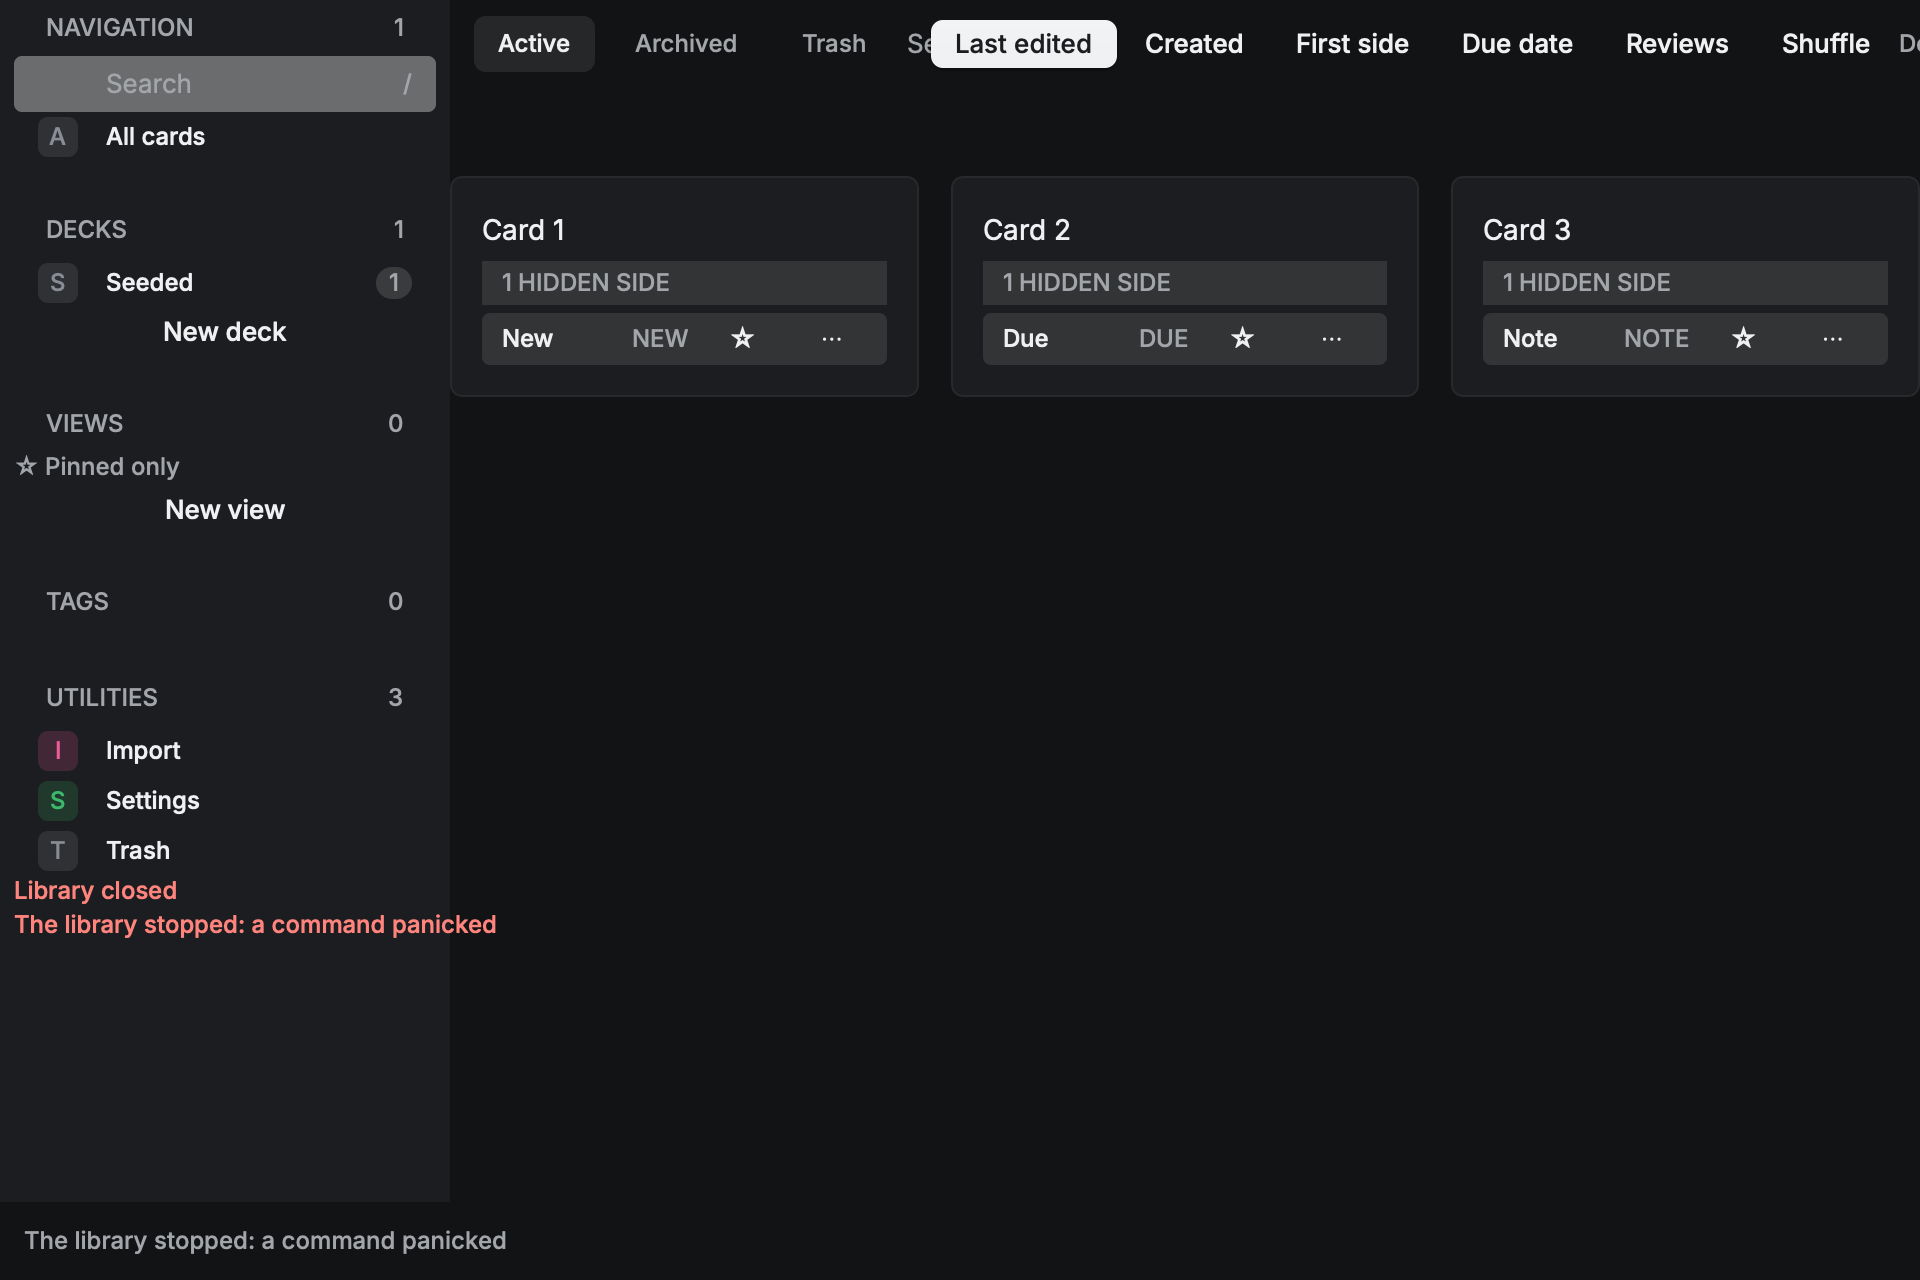 NAVIGATION 1
Search /
A All cards
DECKS 1
S Seeded 1
New deck
VIEWS 0
☆ Pinned only
New view
TAGS 0
UTILITIES 3
I Import
S Settings
T Trash
Library closed
The library stopped: a command panicked
Active Archived Trash Last edited Created First side Due date Reviews Shuffle
Card 1
1 HIDDEN SIDE
New NEW ☆ ...
Card 2
1 HIDDEN SIDE
Due DUE ☆ ...
Card 3
1 HIDDEN SIDE
Note NOTE ☆ ...
The library stopped: a command panicked